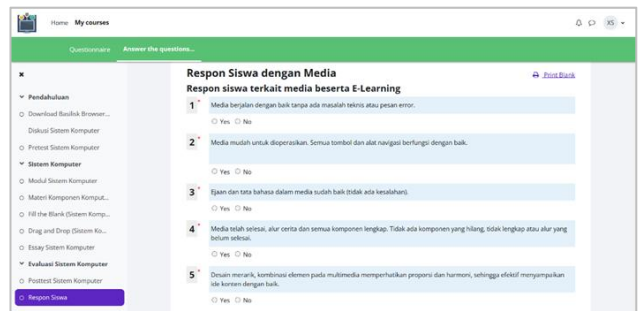 Home My courses
XS
Questionnaire Answer the questions...
Respon Siswa dengan Media
Print Blank
Respon siswa terkait media beserta E-Learning
Pendahuluan
Download Basilisk Browser...
Diskusi Sistem Komputer
Pretest Sistem Komputer
Sistem Komputer
Modul Sistem Komputer
Materi Komponen Komput...
Fill the Blank (Sistem Komp...
Drag and Drop (Sistem Ko...
Essay Sistem Komputer
Evaluasi Sistem Komputer
Posttest Sistem Komputer
Respon Siswa
1 * Media berjalan dengan baik tanpa ada masalah teknis atau pesan error.
Yes No
2 * Media mudah untuk dioperasikan. Semua tombol dan alat navigasi berfungsi dengan baik.
Yes No
3 * Ejaan dan tata bahasa dalam media sudah baik (tidak ada kesalahan).
Yes No
4 * Media telah selesai, alur cerita dan semua komponen lengkap. Tidak ada komponen yang hilang, tidak lengkap atau alur yang
belum selesai.
Yes No
5 * Desain menarik, kombinasi elemen pada multimedia memperhatikan proporsi dan harmoni, sehingga efektif menyampaikan
ide konten dengan baik.
Yes No